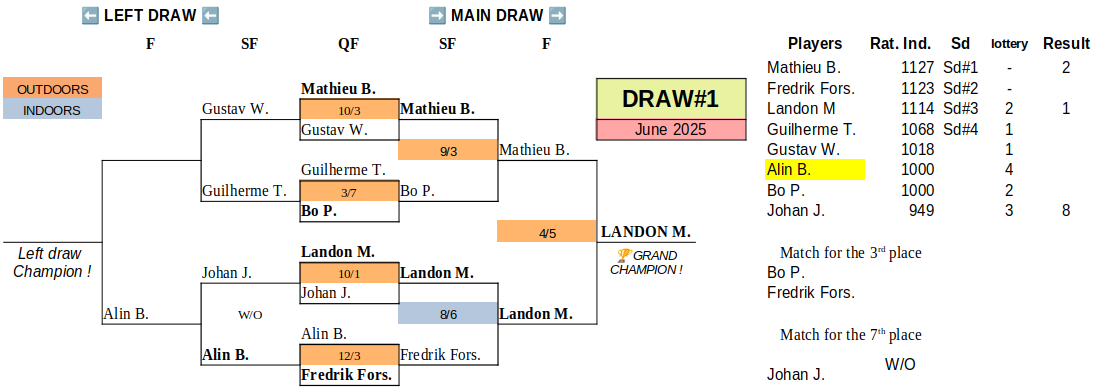 ⬅ LEFT DRAW ⬅ ➡ MAIN DRAW ➡
F SF QF SF F
Players Rat. Ind. Sd lottery Result
OUTDOORS
INDOORS
Mathieu B.
Gustav W. 10/3 Mathieu B.
Gustav W.
9/3 Mathieu B.
Guilherme T.
Guilherme T. 3/7 Bo P.
Bo P.
4/5 LANDON M.
Left draw
Champion !
🏆GRAND
CHAMPION !
Landon M.
Johan J. 10/1 Landon M.
Johan J.
Alin B. W/O 8/6 Landon M.
Alin B.
Alin B. 12/3 Fredrik Fors.
Fredrik Fors.
DRAW#1
June 2025
Mathieu B. 1127 Sd#1 - 2
Fredrik Fors. 1123 Sd#2 -
Landon M 1114 Sd#3 2 1
Guilherme T. 1068 Sd#4 1
Gustav W. 1018 1
Alin B. 1000 4
Bo P. 1000 2
Johan J. 949 3 8
Match for the 3rd place
Bo P.
Fredrik Fors.
Match for the 7th place
W/O
Johan J.